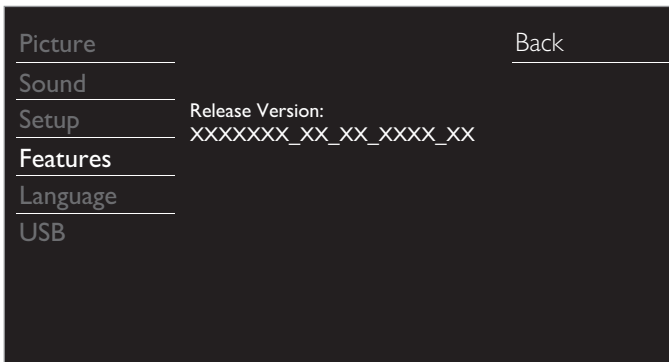 Picture
Sound
Setup
Features
Language
USB
Release Version:
XXXXXXX_XX_XX_XXXX_XX
Back